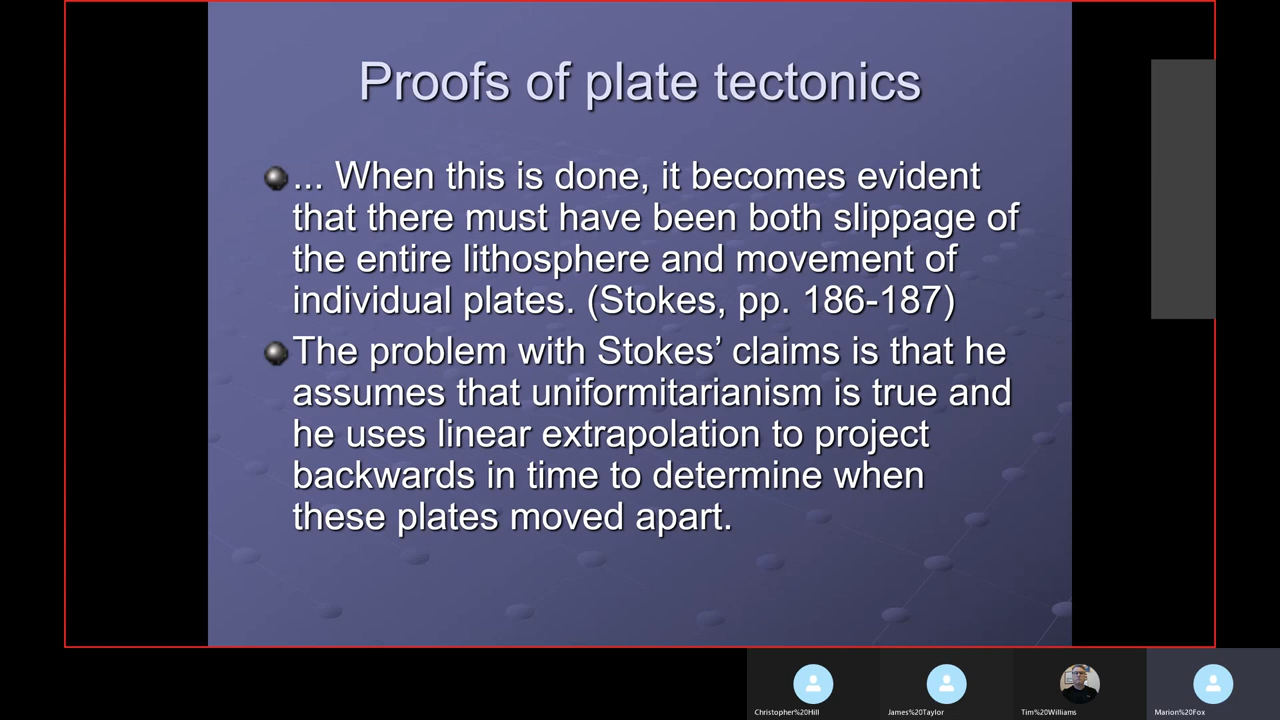 Proofs of plate tectonics
... When this is done, it becomes evident
that there must have been both slippage of
the entire lithosphere and movement of
individual plates. (Stokes, pp. 186-187)
The problem with Stokes’ claims is that he
assumes that uniformitarianism is true and
he uses linear extrapolation to project
backwards in time to determine when
these plates moved apart.
Christopher%20Hill
James%20Taylor
Tim%20Williams
Marion%20Fox